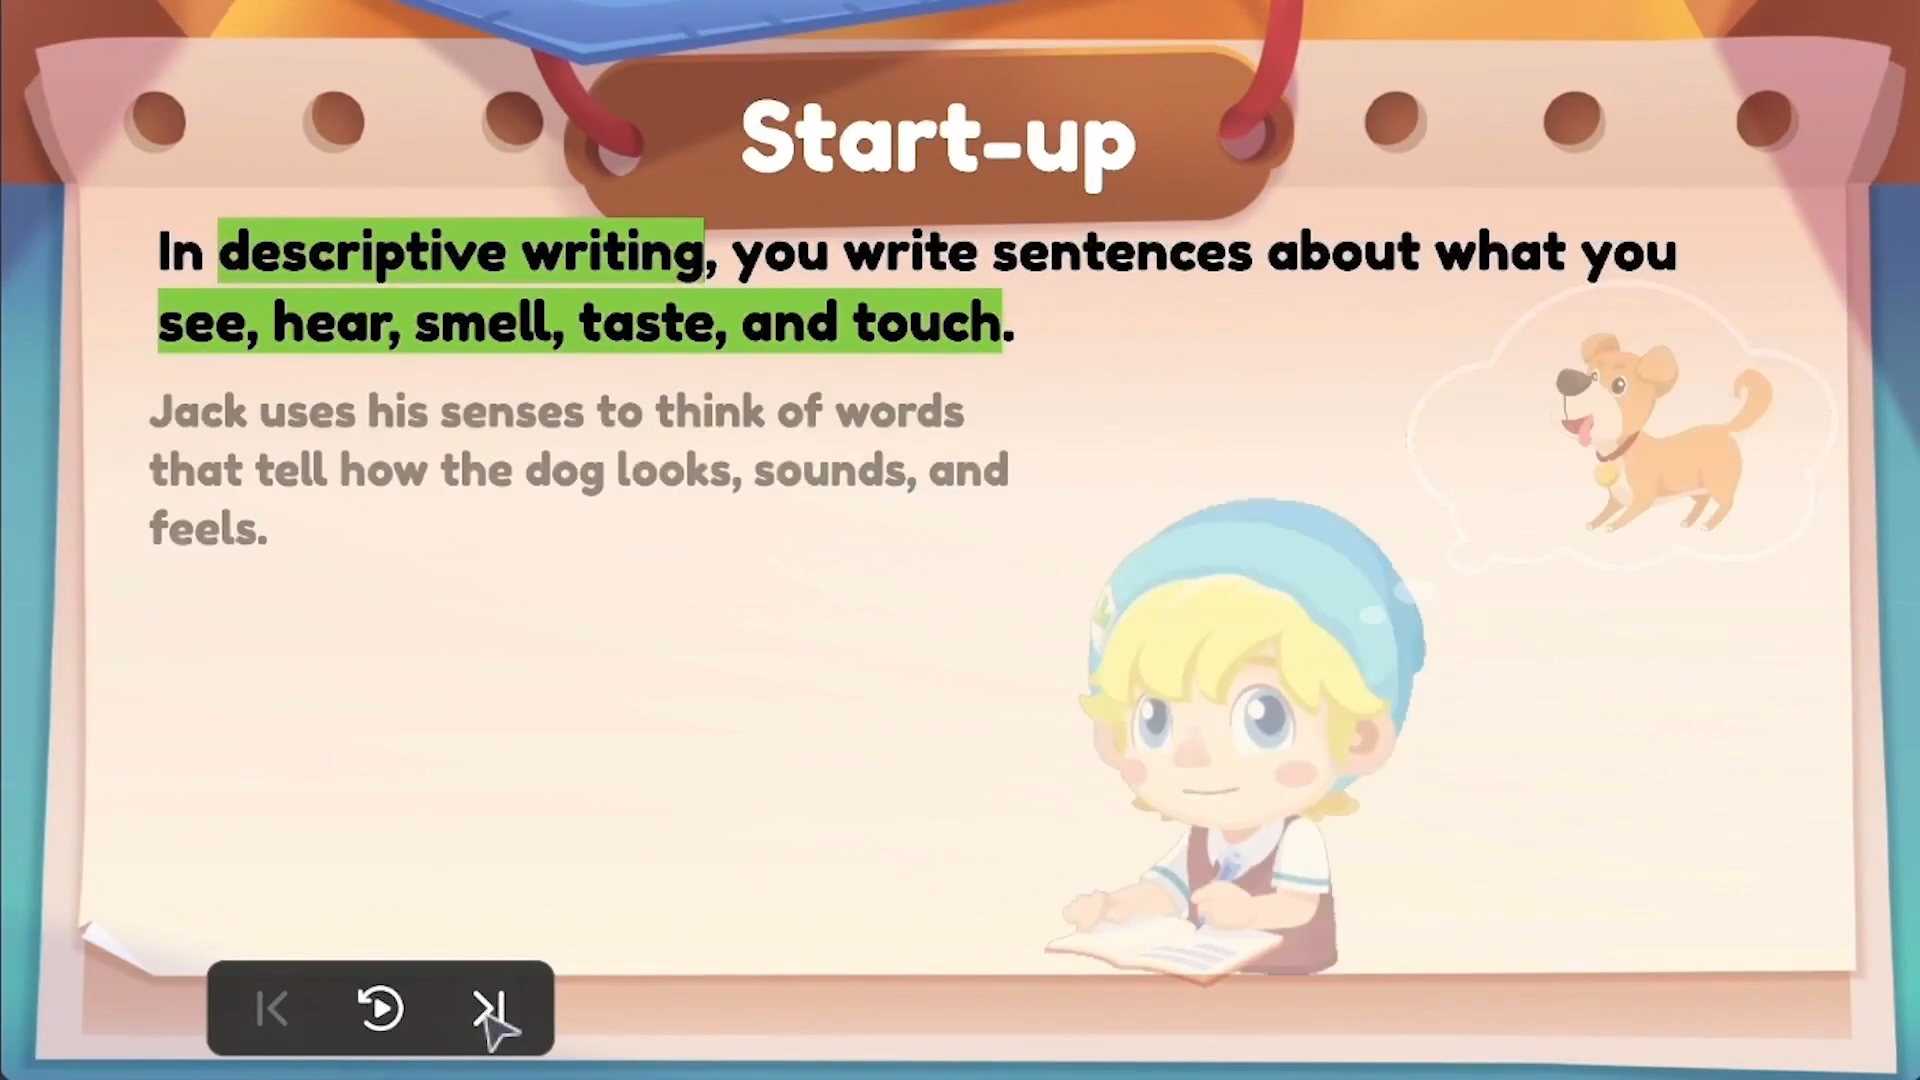 Start-up
In descriptive writing, you write sentences about what you
see, hear, smell, taste, and touch.
Jack uses his senses to think of words
that tell how the dog looks, sounds, and
feels.